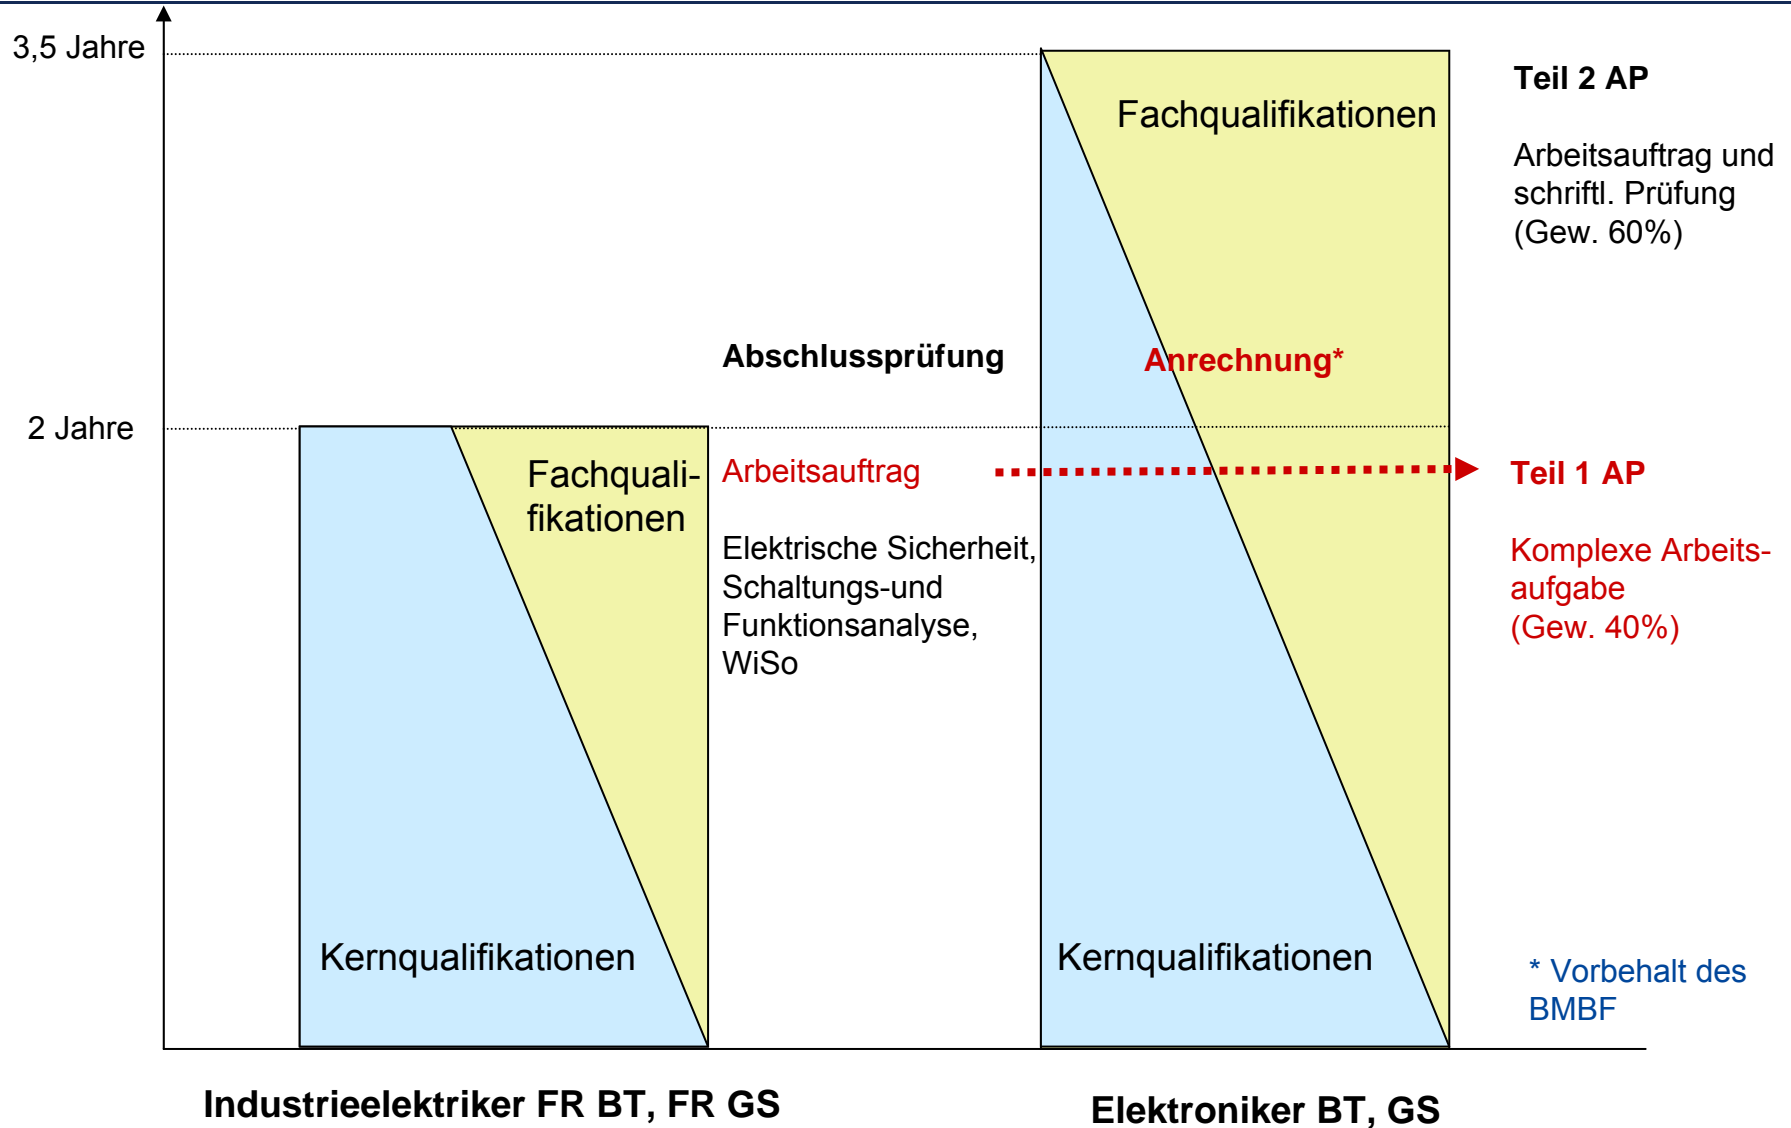 3,5 Jahre
2 Jahre
Fachquali-
fikationen
Kernqualifikationen
Industrieelektriker FR BT, FR GS
Abschlussprüfung
Arbeitsauftrag
Elektrische Sicherheit,
Schaltungs-und
Funktionsanalyse,
WiSo
Fachqualifikationen
Anrechnung*
Kernqualifikationen
Elektroniker BT, GS
Teil 2 AP
Arbeitsauftrag und
schriftl. Prüfung
(Gew. 60%)
Teil 1 AP
Komplexe Arbeits-
aufgabe
(Gew. 40%)
* Vorbehalt des
BMBF